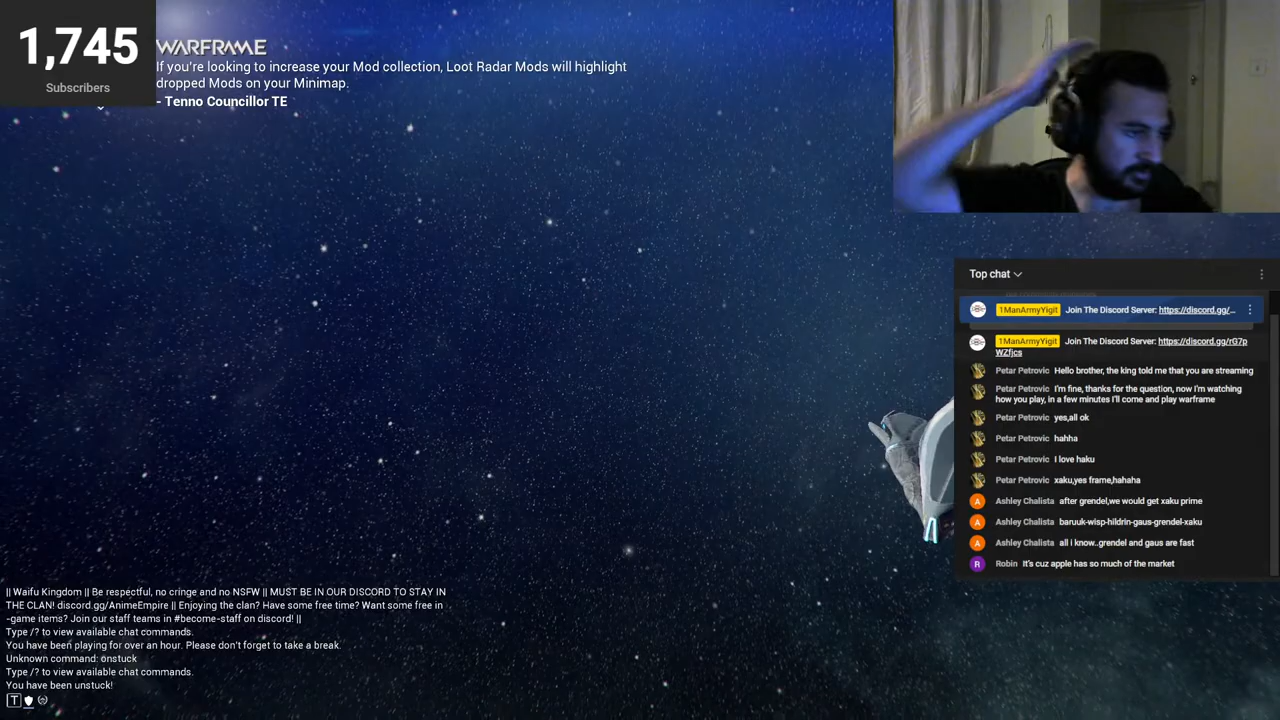 1,745
Subscribers
WARFRAME
If you're looking to increase your Mod collection, Loot Radar Mods will highlight
dropped Mods on your Minimap.
- Tenno Councillor TE
Top chat
1ManArmyYigit Join The Discord Server: https://discord.gg/...
1ManArmyYigit Join The Discord Server: https://discord.gg/rG7p
WZfjcs
Petar Petrovic Hello brother, the king told me that you are streaming
Petar Petrovic I'm fine, thanks for the question, now I'm watching
how you play, in a few minutes I'll come and play warframe
Petar Petrovic yes,all ok
Petar Petrovic hahha
Petar Petrovic I love haku
Petar Petrovic xaku,yes frame,hahaha
A Ashley Chalista after grendel,we would get xaku prime
A Ashley Chalista baruuk-wisp-hildrin-gaus-grendel-xaku
A Ashley Chalista all i know..grendel and gaus are fast
R Robin It's cuz apple has so much of the market
|| Waifu Kingdom || Be respectful, no cringe and no NSFW || MUST BE IN OUR DISCORD TO STAY IN
THE CLAN! discord.gg/AnimeEmpire || Enjoying the clan? Have some free time? Want some free in
-game items? Join our staff teams in #become-staff on discord! ||
Type /? to view available chat commands.
You have been playing for over an hour. Please don't forget to take a break.
Unknown command: önstuck
Type /? to view available chat commands.
You have been unstuck!
T